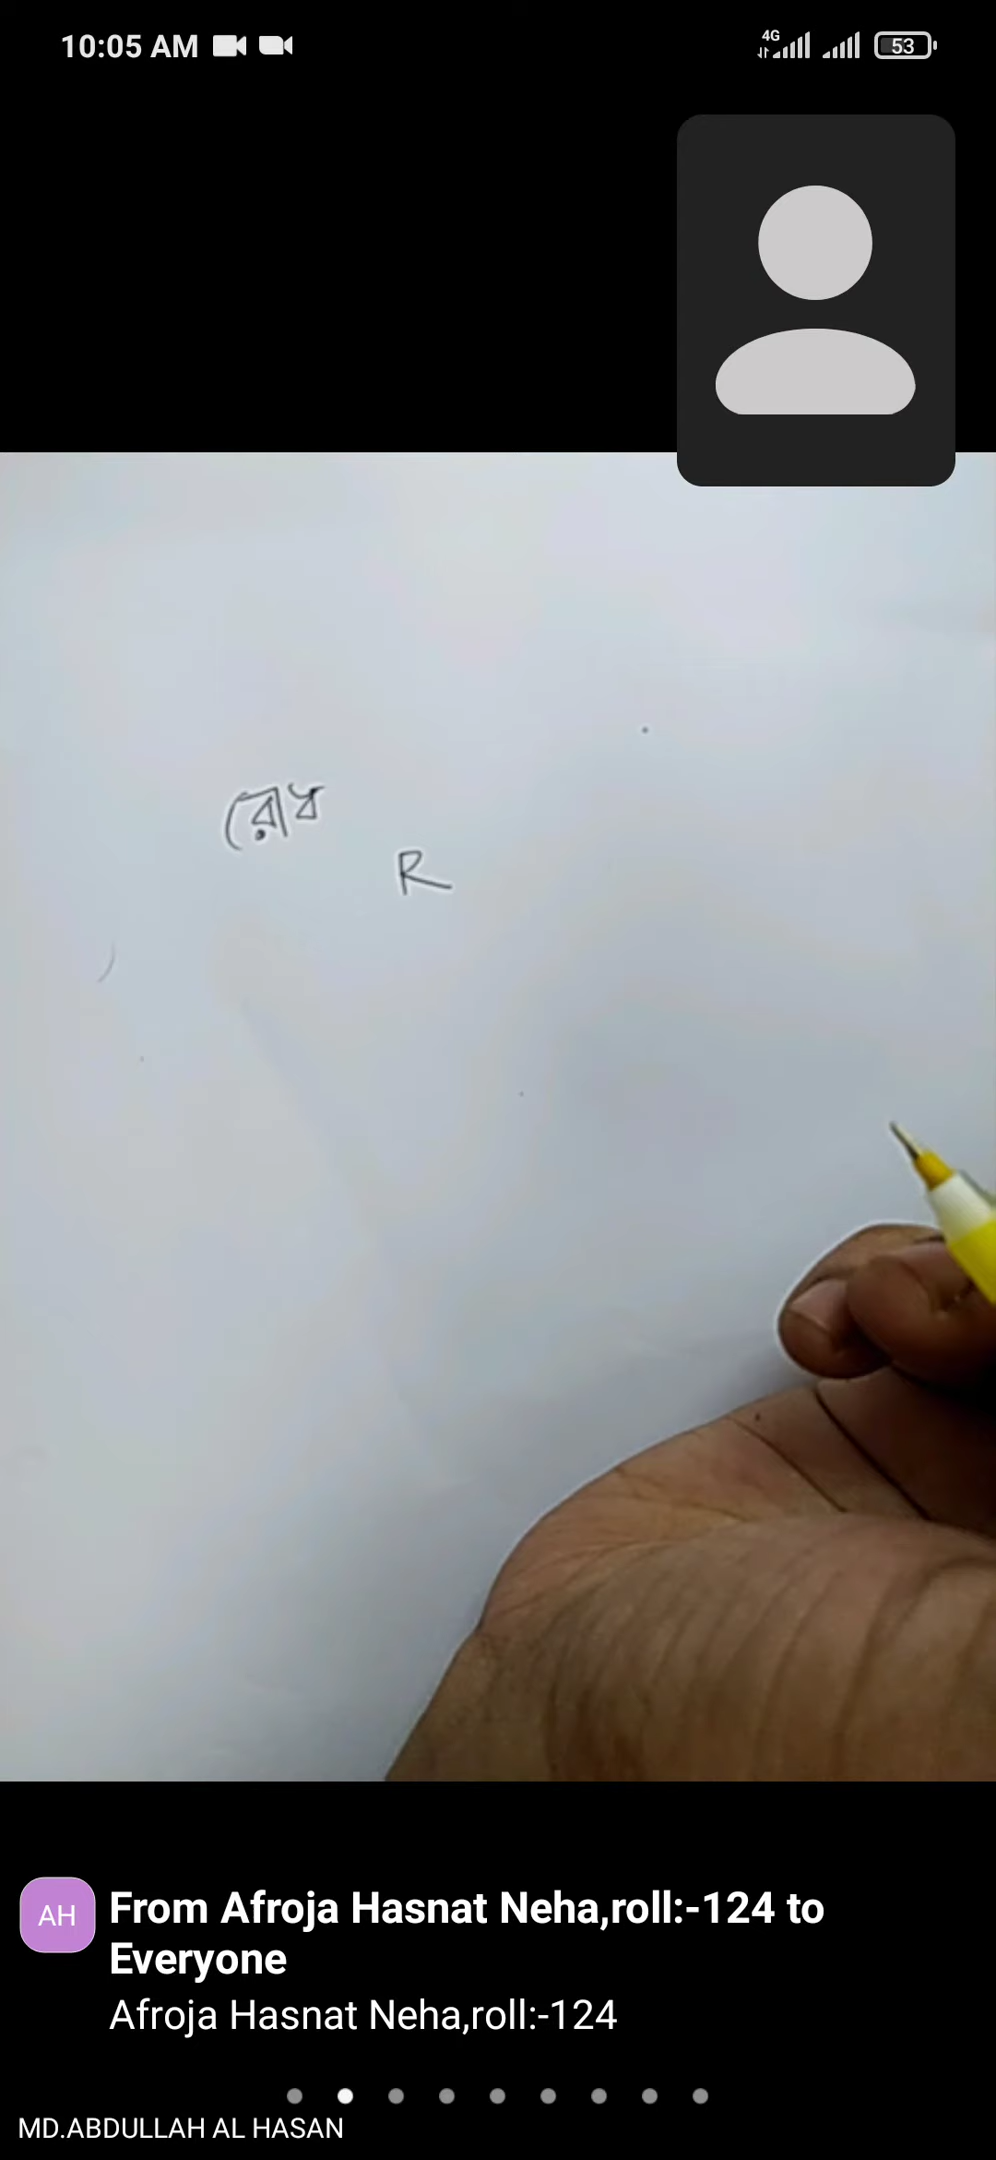 10:05 AM
4G
53
রোধ
R
AH
From Afroja Hasnat Neha,roll:-124 to
Everyone
Afroja Hasnat Neha,roll:-124
MD.ABDULLAH AL HASAN